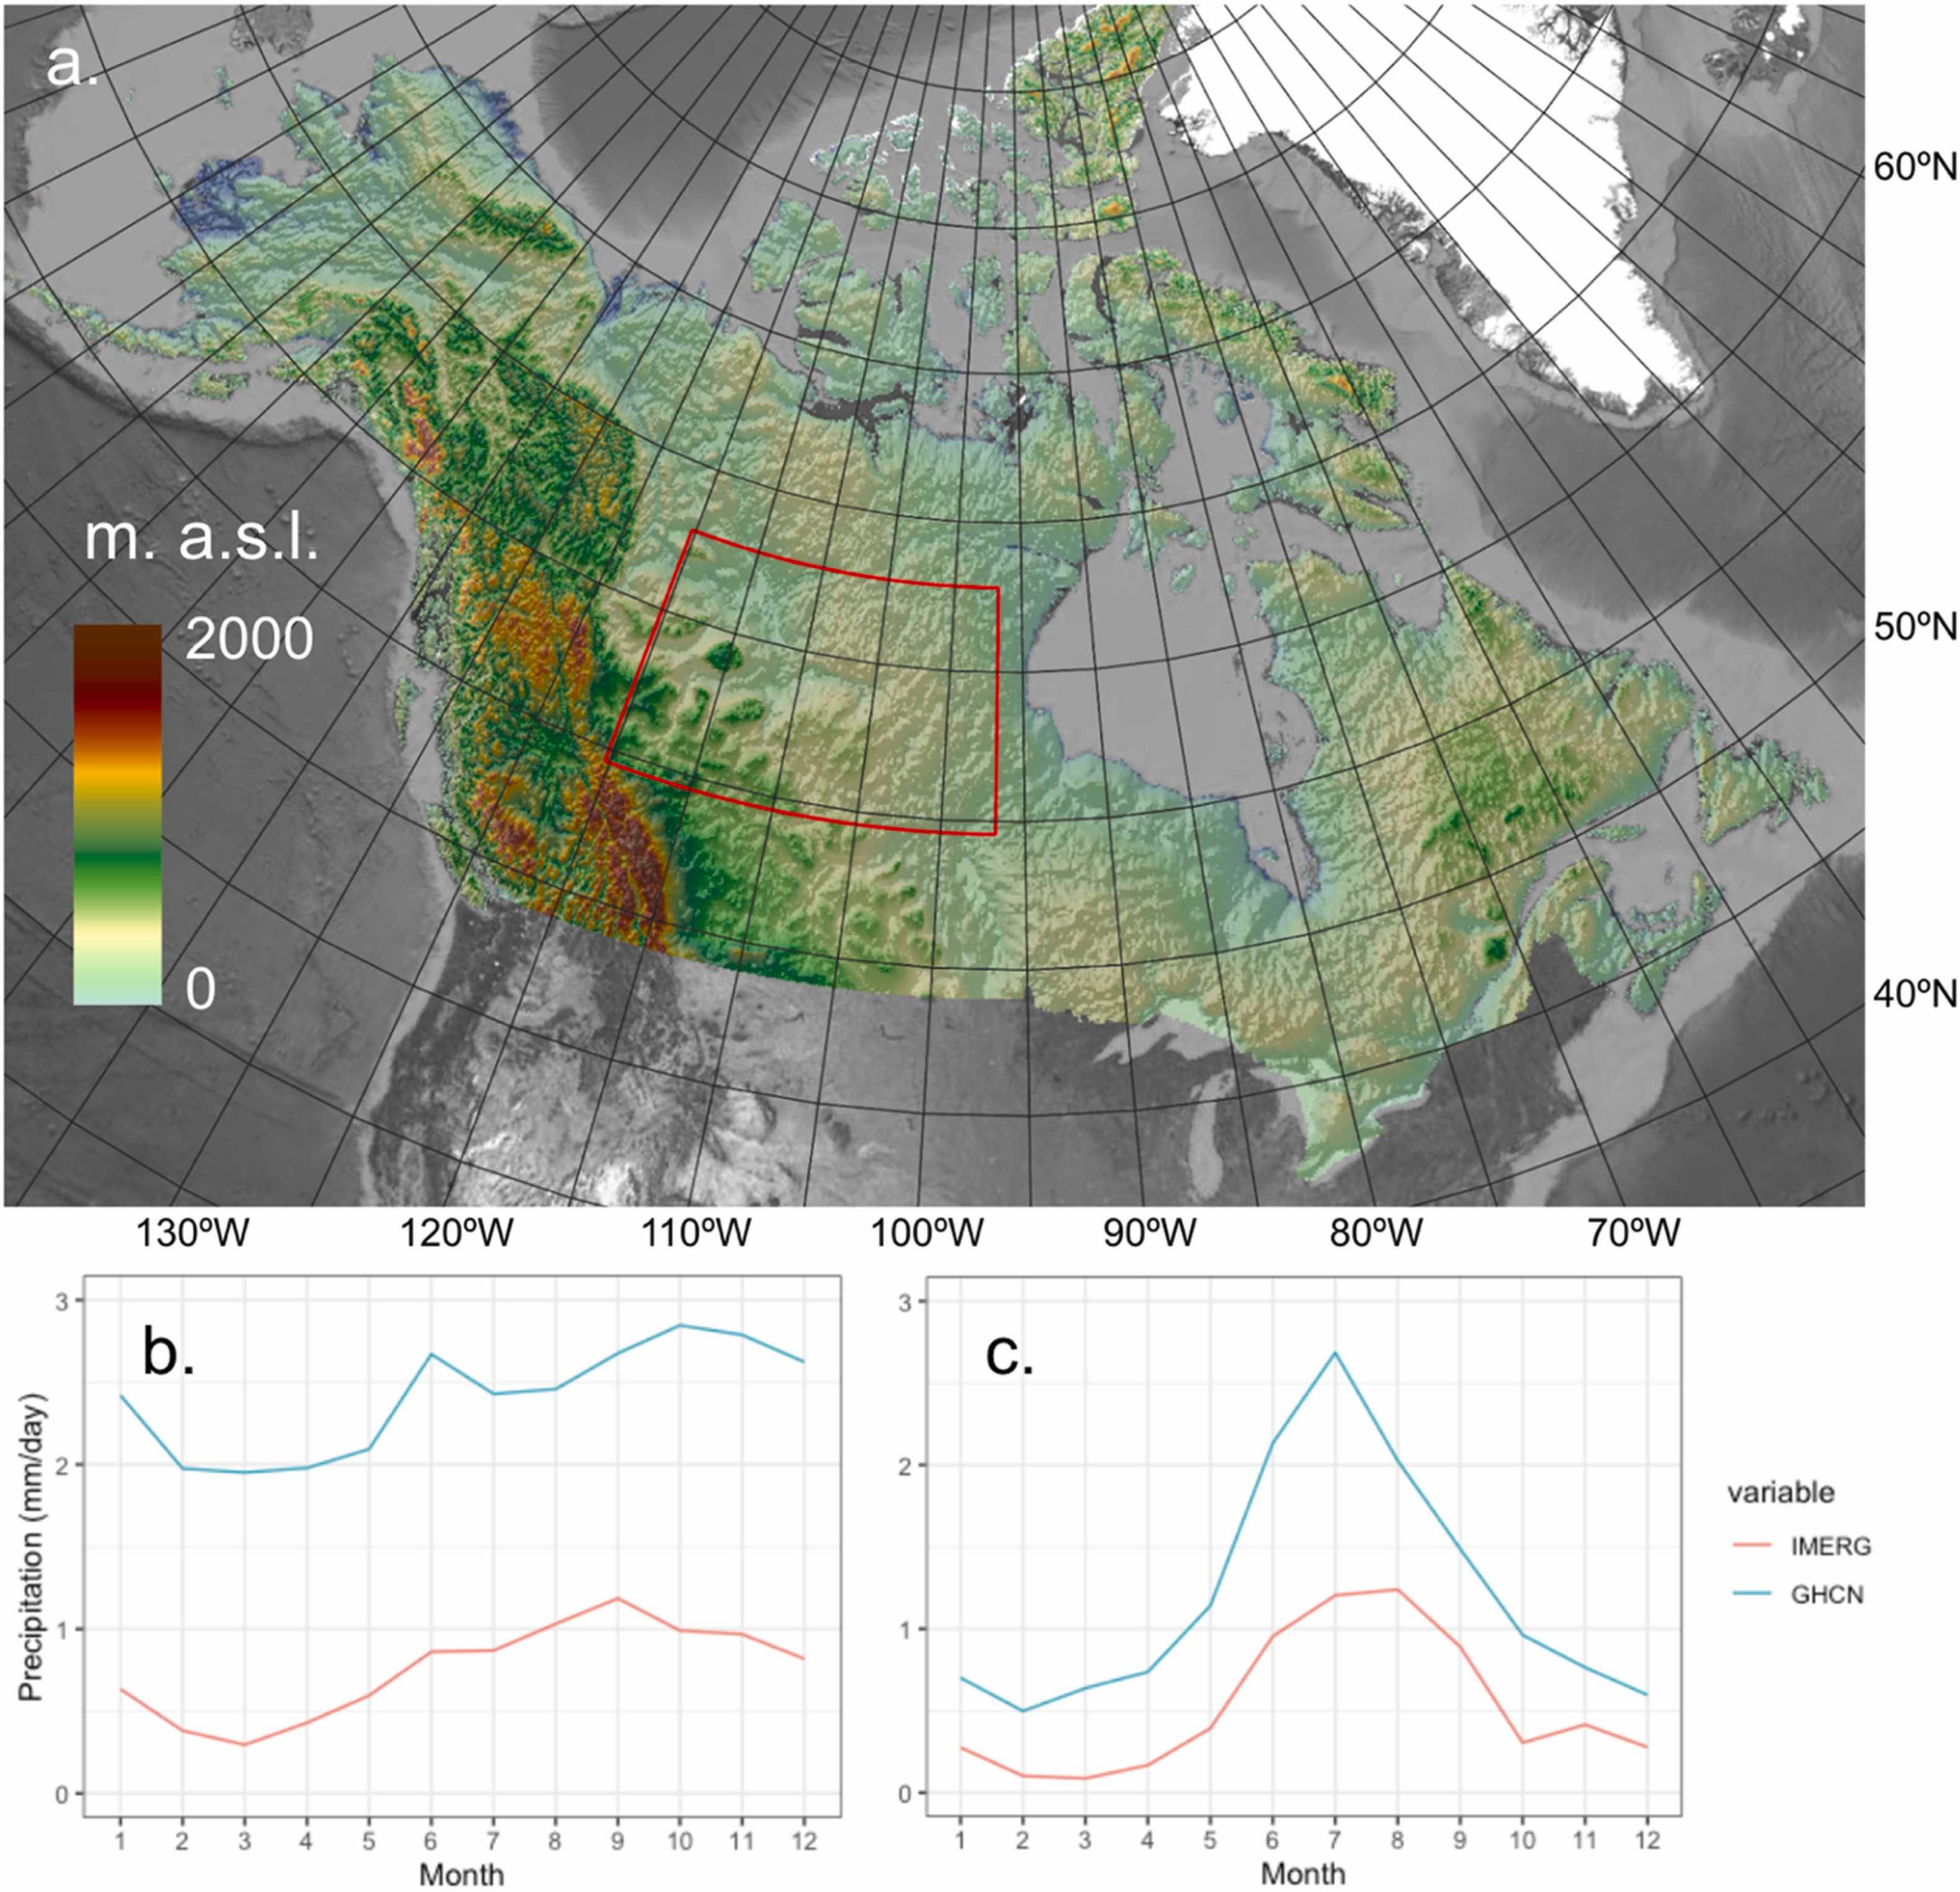 a.
60ºN
m. a.s.l.
2000
50ºN
0
40ºN
130ºW 120ºW 110ºW 100ºW 90ºW 80ºW 70ºW
b.
3
2
1
0
Precipitation (mm/day)
1 2 3 4 5 6 7 8 9 10 11 12
Month
c.
3
2
1
0
1 2 3 4 5 6 7 8 9 10 11 12
Month
variable
IMERG
GHCN